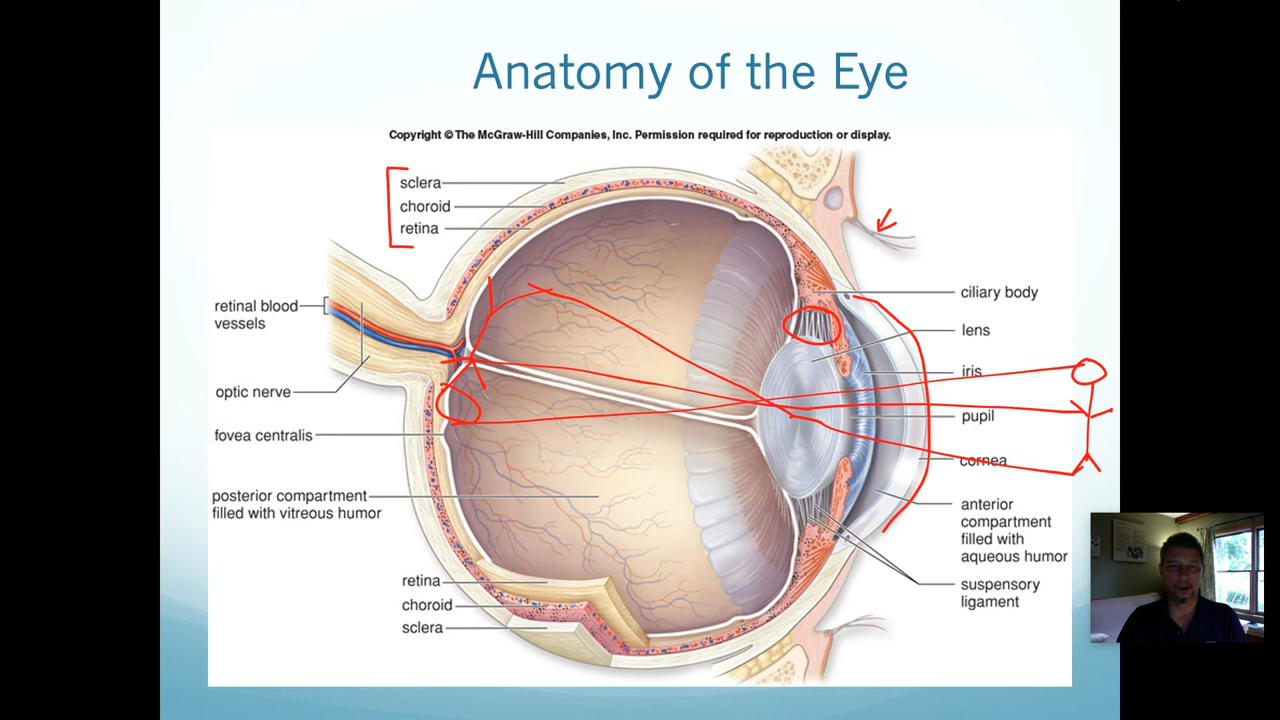 Anatomy of the Eye
Copyright © The McGraw-Hill Companies, Inc. Permission required for reproduction or display.
sclera
choroid
retina
retinal blood
vessels
optic nerve
fovea centralis
posterior compartment
filled with vitreous humor
retina
choroid
sclera
ciliary body
lens
iris
pupil
cornea
anterior
compartment
filled with
aqueous humor
suspensory
ligament